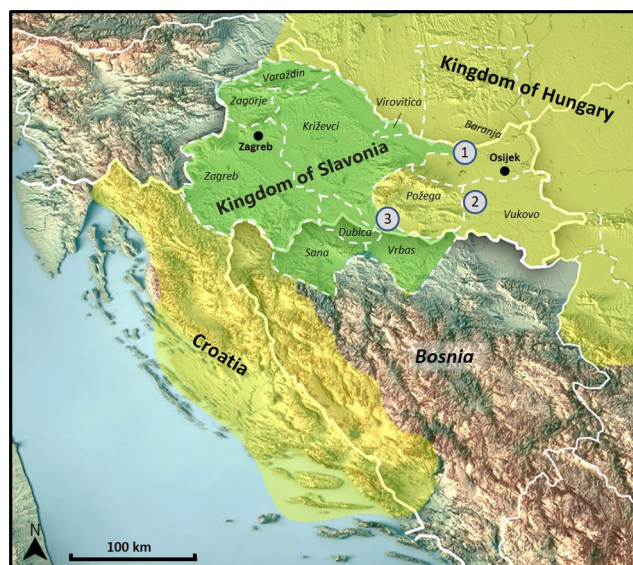 Kingdom of Hungary
Varaždin
Zagorje
Virovitica
Križevci
Baranja
Zagreb
1
Osijek
Kingdom of Slavonia
Zagreb
Požega
2
Vukovo
3
Dubica
Sana
Vrbas
Croatia
Bosnia
N
100 km